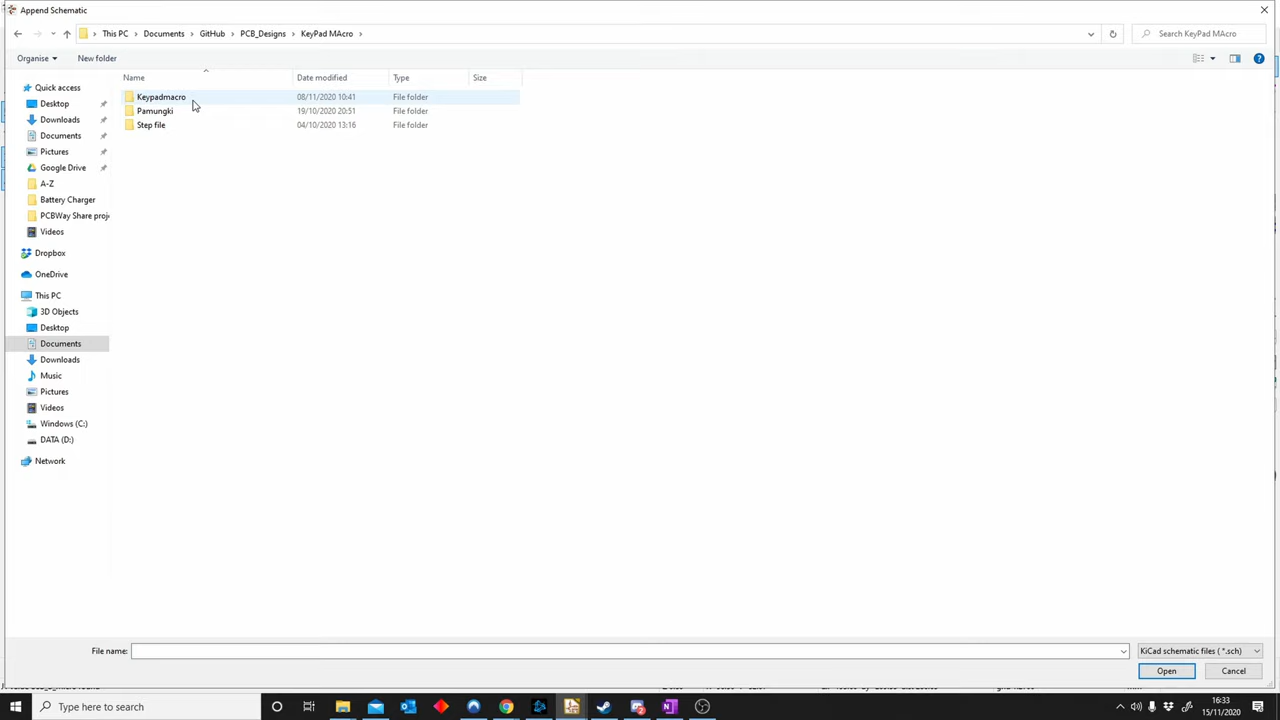 Append Schematic
This PC > Documents > GitHub > PCB_Designs > KeyPad MAcro >
Search KeyPad MAcro
Organise
New folder
Name
Date modified
Type
Size
Quick access
Desktop
Downloads
Documents
Pictures
Google Drive
A-Z
Battery Charger
PCBWay Share proj
Videos
Dropbox
OneDrive
This PC
3D Objects
Desktop
Documents
Downloads
Music
Pictures
Videos
Windows (C:)
DATA (D:)
Network
Keypadmacro 08/11/2020 10:41 File folder
Pamungki 19/10/2020 20:51 File folder
Step file 04/10/2020 13:16 File folder
File name:
KiCad schematic files ( *.sch)
Open
Cancel
Type here to search
16:33
15/11/2020